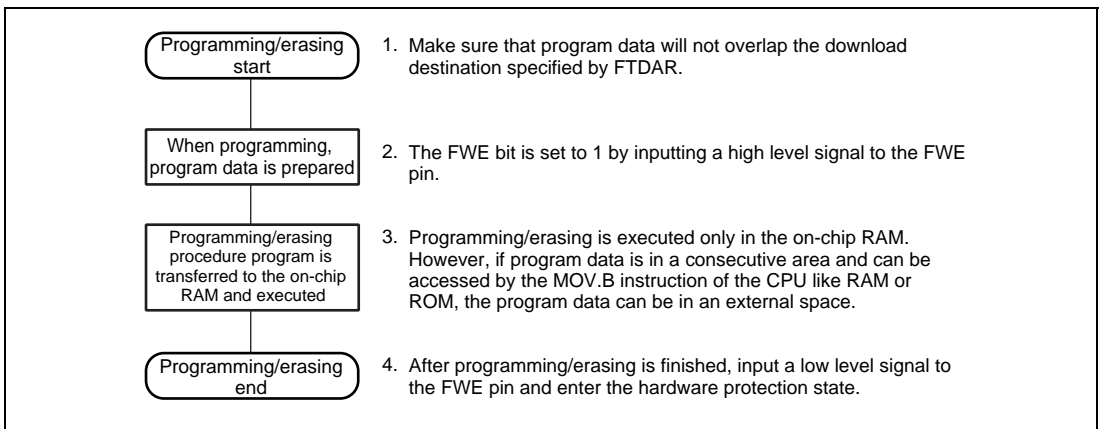 Programming/erasing
start
1. Make sure that program data will not overlap the download
destination specified by FTDAR.
When programming,
program data is prepared
2. The FWE bit is set to 1 by inputting a high level signal to the FWE
pin.
Programming/erasing
procedure program is
transferred to the on-chip
RAM and executed
3. Programming/erasing is executed only in the on-chip RAM.
However, if program data is in a consecutive area and can be
accessed by the MOV.B instruction of the CPU like RAM or
ROM, the program data can be in an external space.
Programming/erasing
end
4. After programming/erasing is finished, input a low level signal to
the FWE pin and enter the hardware protection state.